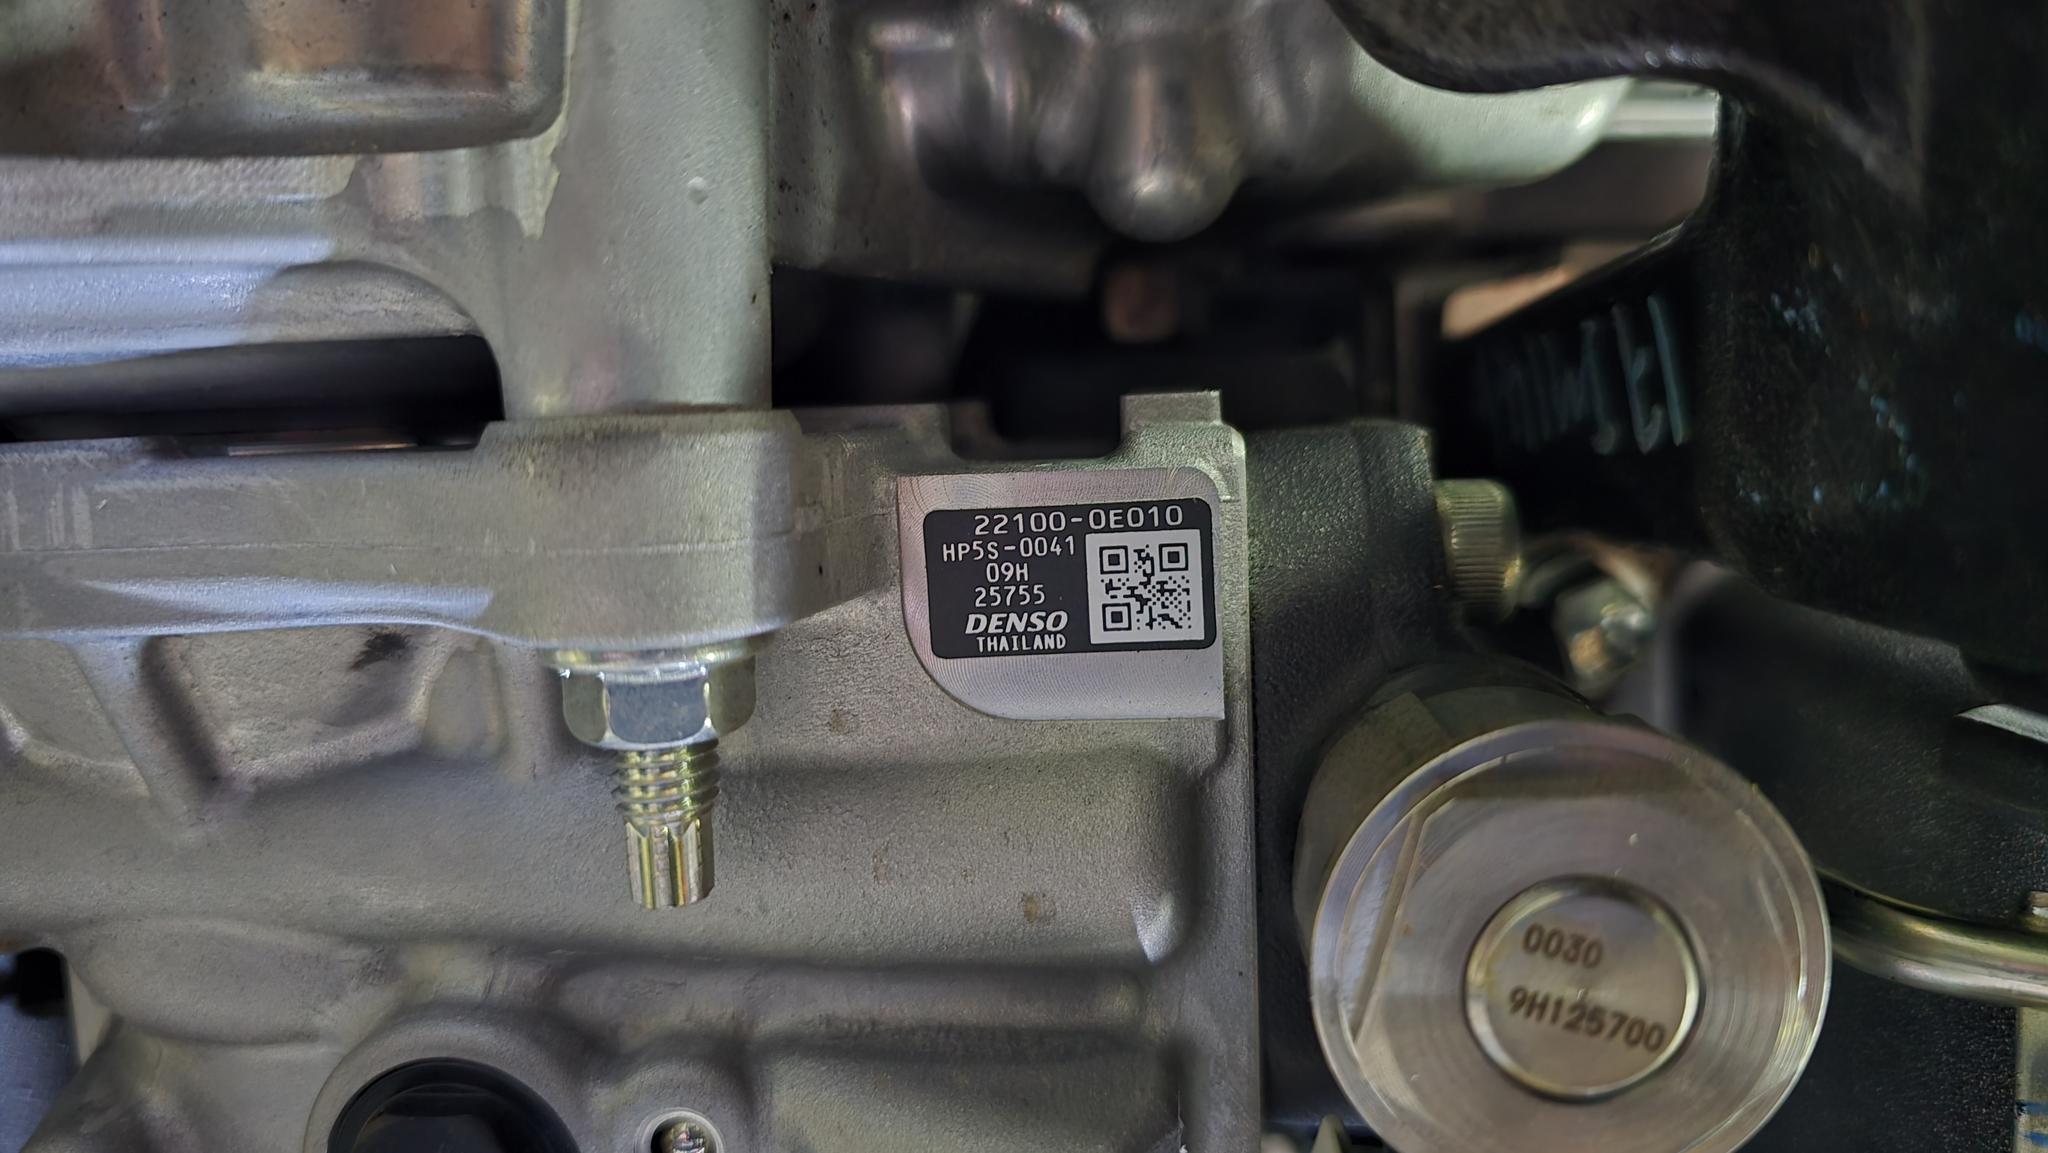 22100-0E010
HP5S-0041
09H
25755
DENSO
THAILAND
0030
9H125700